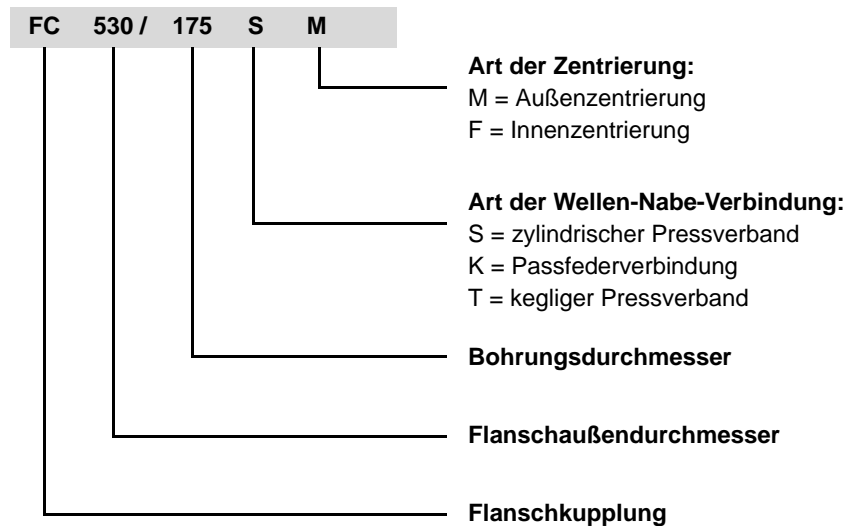 FC 530 / 175 S M
Art der Zentrierung:
M = Außenzentrierung
F = Innenzentrierung
Art der Wellen-Nabe-Verbindung:
S = zylindrischer Pressverband
K = Passfederverbindung
T = kegliger Pressverband
Bohrungsdurchmesser
Flanschaußendurchmesser
Flanschkupplung